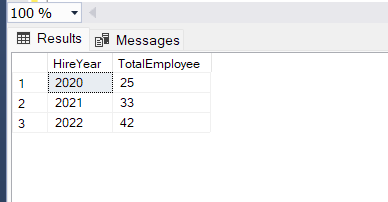 100 %
Results Messages
HireYear TotalEmployee
1 2020 25
2 2021 33
3 2022 42